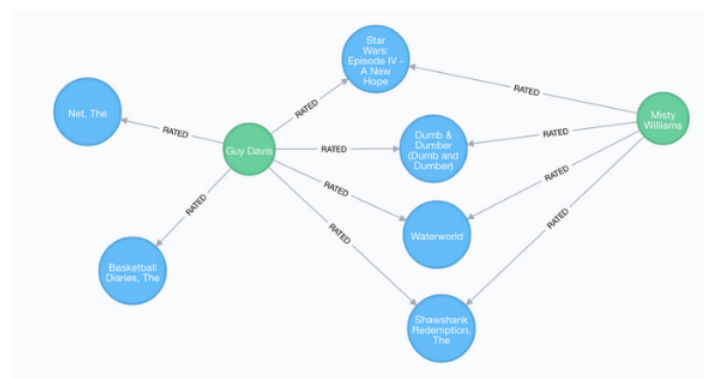 Star
Wars:
Episode IV -
A New
Hope
RATED
Misty
Williams
Net, The
RATED
RATED
Guy Davis
RATED
Dumb &
Dumber
(Dumb and
Dumber)
RATED
RATED
RATED
RATED
Waterworld
RATED
RATED
RATED
Basketball
Diaries, The
Shawshank
Redemption,
The